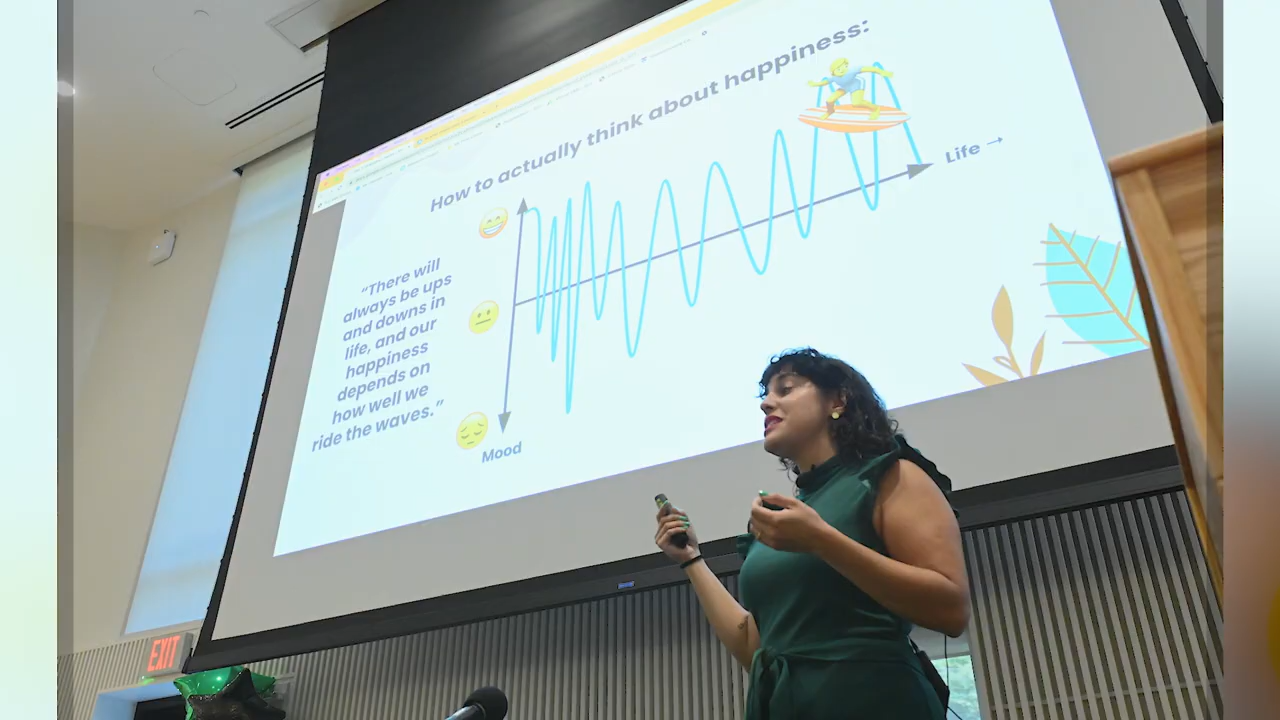 How to actually think about happiness:
Life →
“There will
always be ups
and downs in
life, and our
happiness
depends on
how well we
ride the waves.”
Mood
EXIT